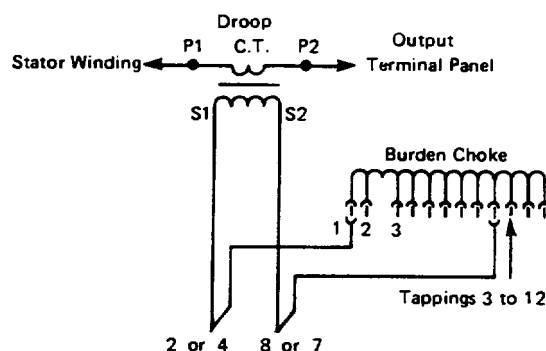 Droop
P1 C.T. P2
Output
Stator Winding
Terminal Panel
S1 S2
Burden Choke
1 2 3
Tappings 3 to 12
2 or 4 8 or 7